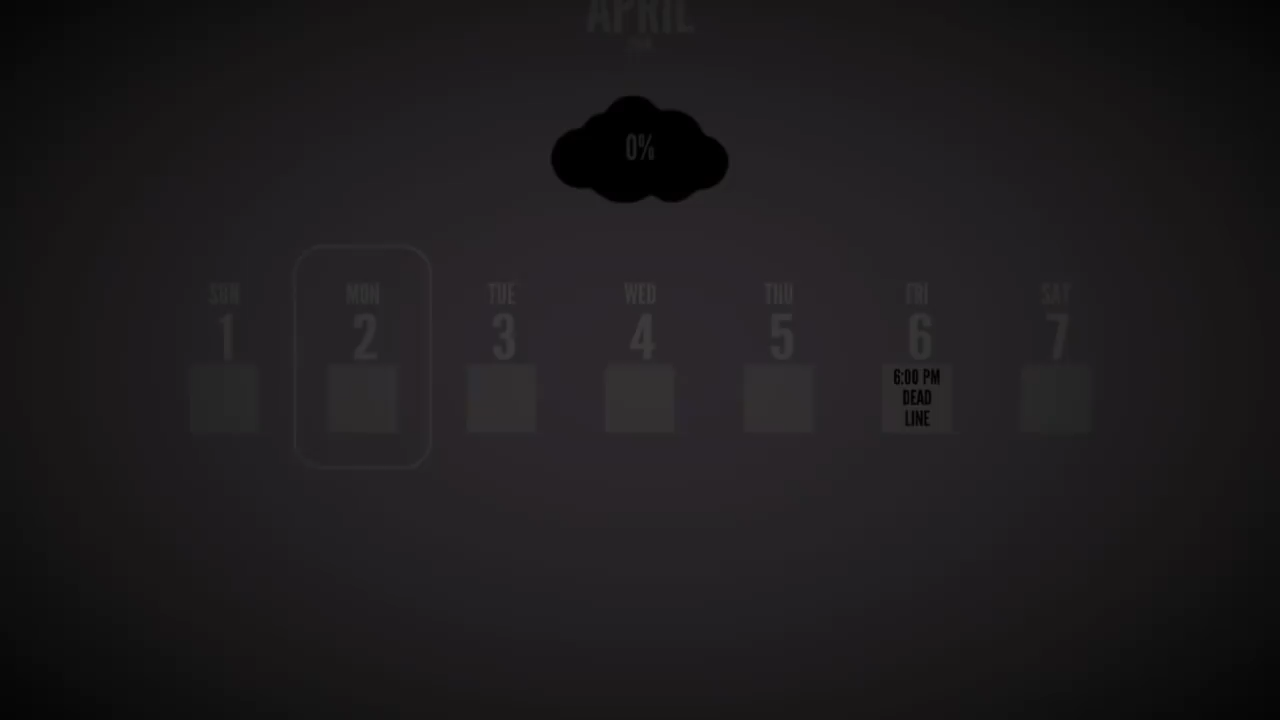 APRIL
0%
SUN MON TUE WED THU FRI SAT
1 2 3 4 5 6 7
6:00 PM
DEAD
LINE